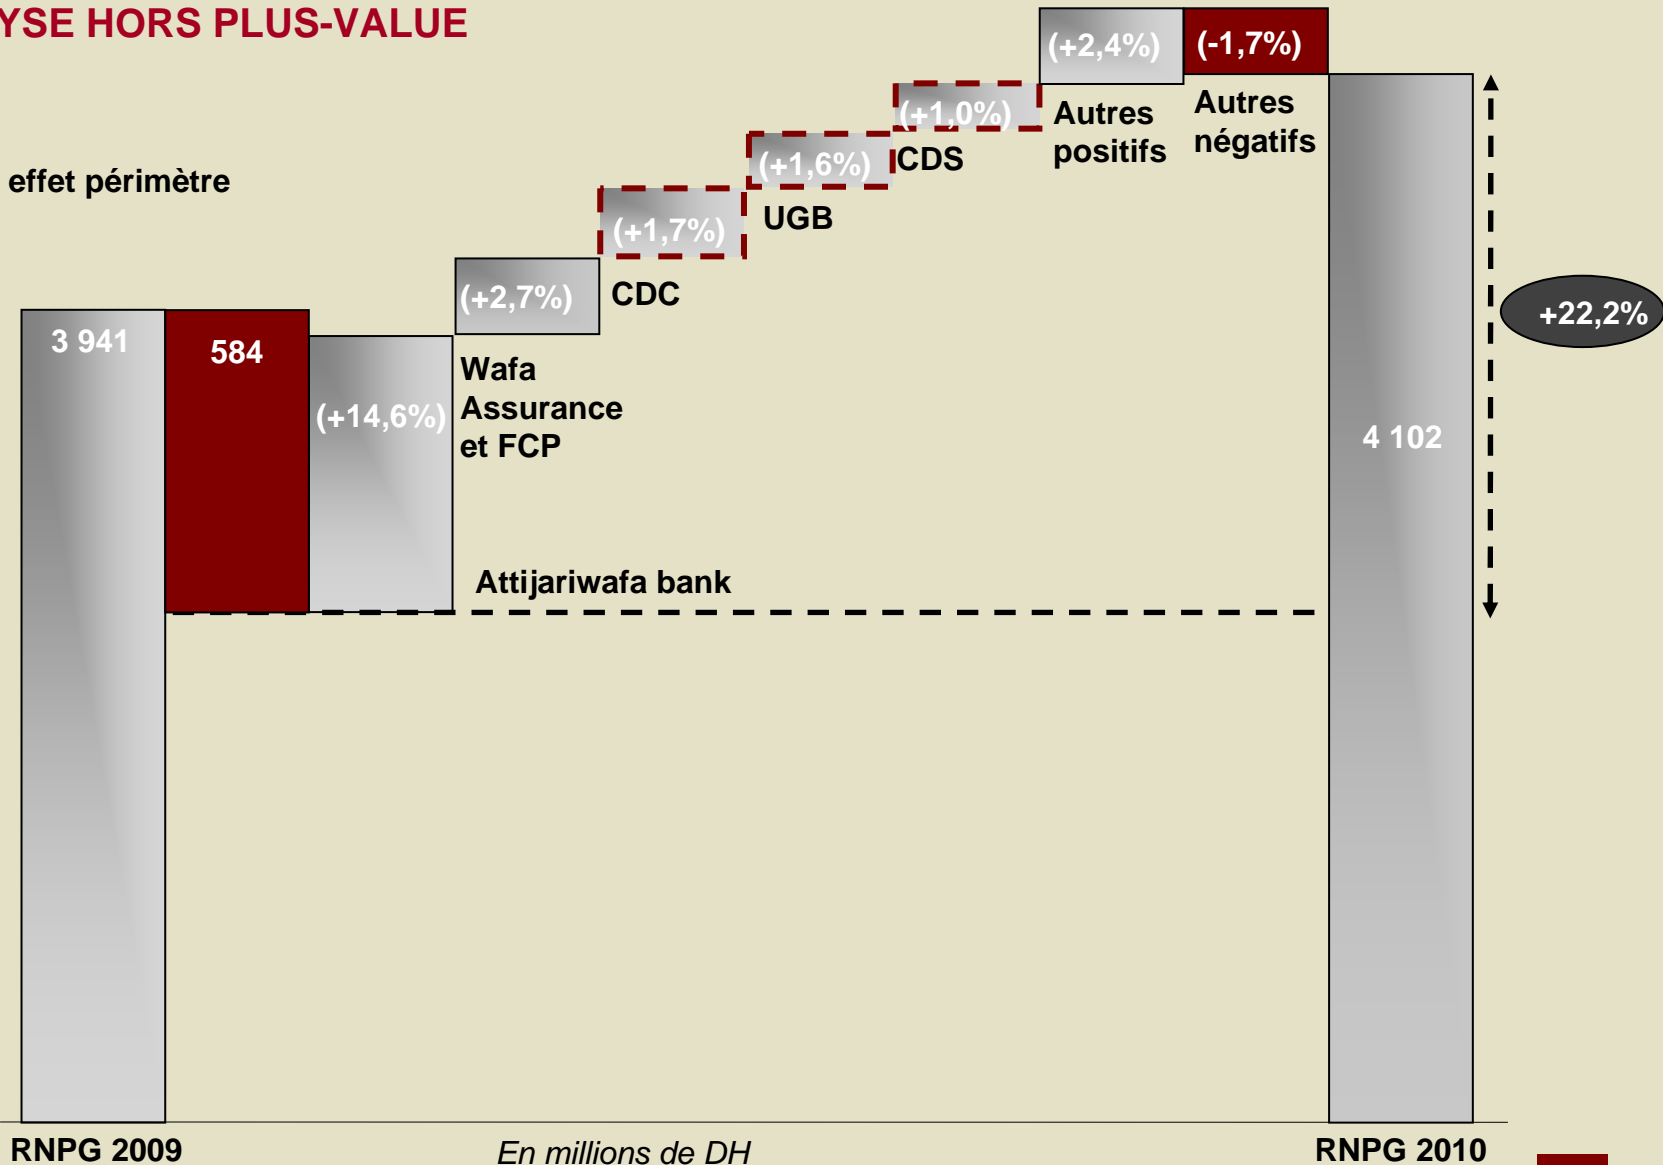 YSE HORS PLUS-VALUE
effet périmètre
(+2,4%)
(-1,7%)
(+1,0%)
Autres
positifs
Autres
négatifs
(+1,6%)
CDS
(+1,7%)
UGB
(+2,7%)
CDC
+22,2%
3 941
584
(+14,6%)
Wafa
Assurance
et FCP
4 102
Attijariwafa bank
RNPG 2009
En millions de DH
RNPG 2010